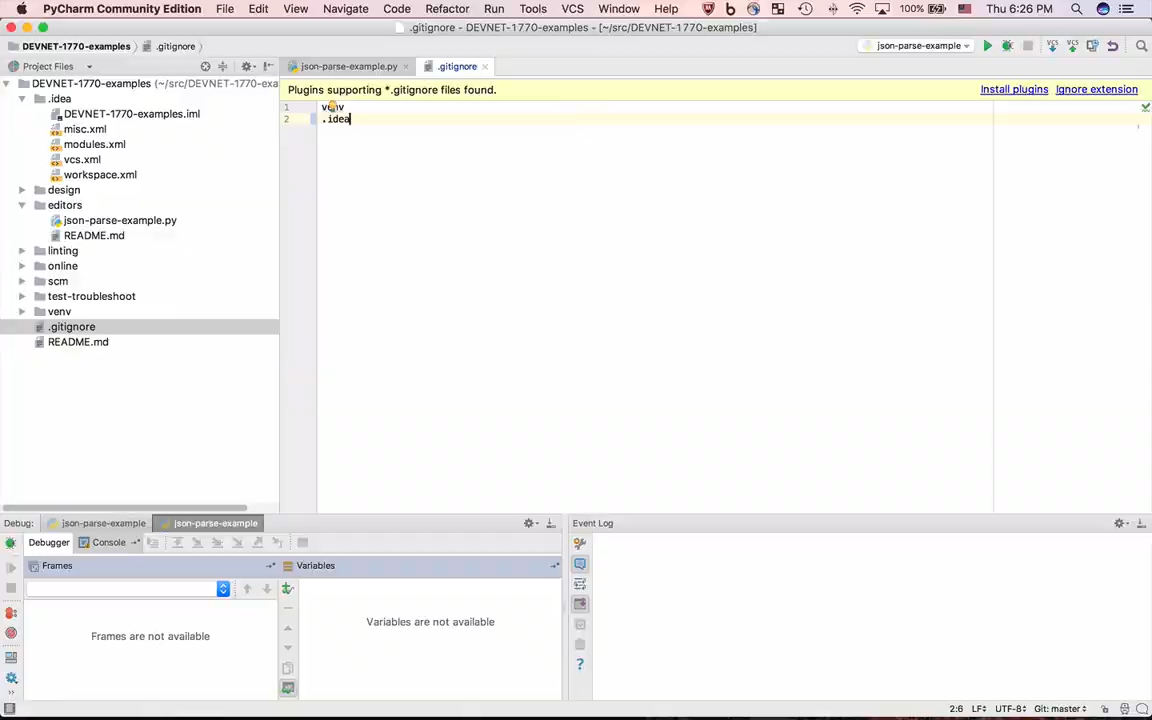 PyCharm Community Edition File Edit View Navigate Code Refactor Run Tools VCS Window Help 100% Thu 6:26 PM
.gitignore - DEVNET-1770-examples - [~/src/DEVNET-1770-examples]
DEVNET-1770-examples .gitignore json-parse-example VCS VCS
Project Files json-parse-example.py .gitignore
DEVNET-1770-examples (~/src/DEVNET-1770-exa
.idea
DEVNET-1770-examples.iml
misc.xml
modules.xml
vcs.xml
workspace.xml
design
editors
json-parse-example.py
README.md
linting
online
scm
test-troubleshoot
venv
.gitignore
README.md
Plugins supporting *.gitignore files found. Install plugins Ignore extension
1 venv
2 .idea
Debug: json-parse-example json-parse-example
Debugger Console
Frames Variables
Frames are not available
Variables are not available
Event Log
2:6 LF UTF-8 Git: master